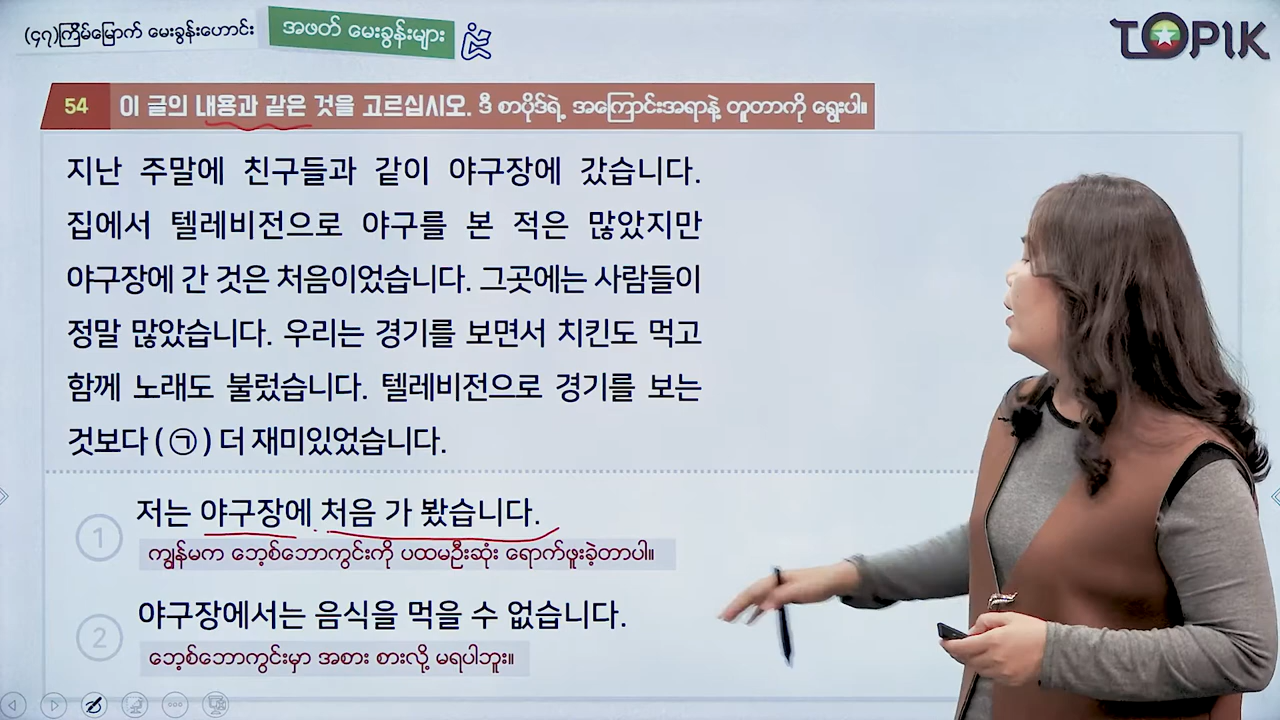 (၄၇)ကြိမ်မြောက် မေးခွန်းဟောင်း
အဖတ် မေးခွန်းများ
TOPIK
54 이 글의 내용과 같은 것을 고르십시오. ဒီ စာပိုဒ်ရဲ့ အကြောင်းအရာနဲ့ တူတာကို ရွေးပါ။
지난 주말에 친구들과 같이 야구장에 갔습니다.
집에서 텔레비전으로 야구를 본 적은 많았지만
야구장에 간 것은 처음이었습니다. 그곳에는 사람들이
정말 많았습니다. 우리는 경기를 보면서 치킨도 먹고
함께 노래도 불렀습니다. 텔레비전으로 경기를 보는
것보다 ( ㉠ ) 더 재미있었습니다.
1 저는 야구장에 처음 가 봤습니다.
ကျွန်မက ဘေ့စ်ဘောကွင်းကို ပထမဦးဆုံး ရောက်ဖူးခဲ့တာပါ။
2 야구장에서는 음식을 먹을 수 없습니다.
ဘေ့စ်ဘောကွင်းမှာ အစား စားလို့ မရပါဘူး။